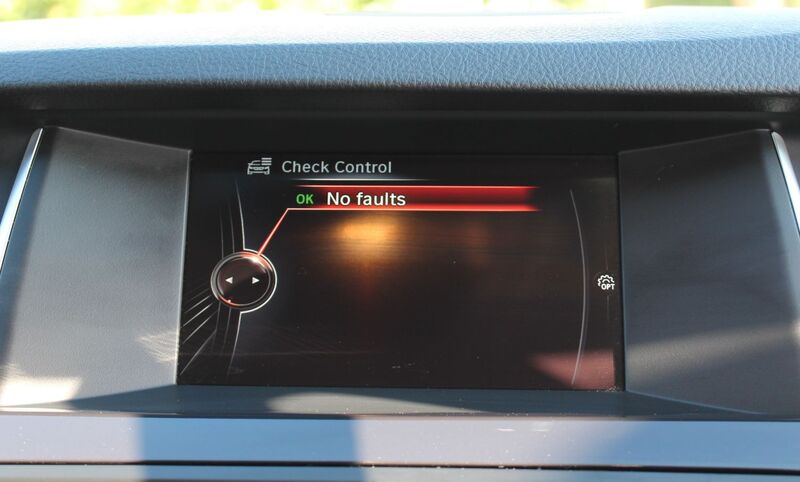 Check Control
OK No faults
OPT